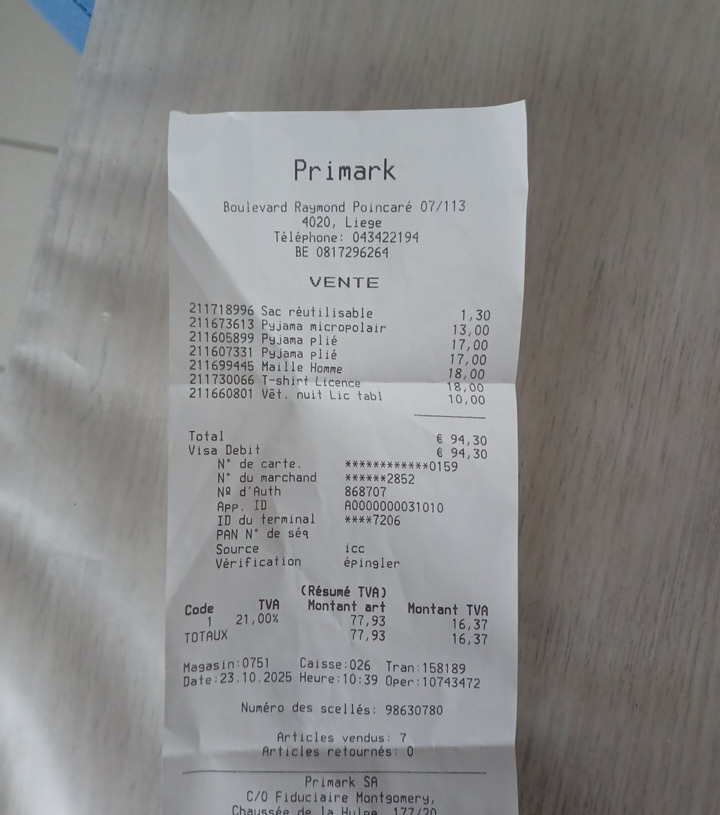 Primark
Boulevard Raymond Poincaré 07/113
4020, Liege
Téléphone: 043422194
BE 0817296264
VENTE
211718996 Sac réutilisable 1,30
211673613 Pyjama micropolair 13,00
211605899 Pyjama plié 17,00
211607331 Pyjama plié 17,00
211699445 Maille Homme 18,00
211730066 T-shirt Licence 18,00
211660801 Vêt. nuit Lic tabl 10,00
Total € 94,30
Visa Debit € 94,30
N° de carte. ************0159
N° du marchand ******2852
Nº d'Auth 868707
App. ID A0000000031010
ID du terminal ****7206
PAN N° de séq
Source icc
Vérification épingler
(Résumé TVA)
Code TVA Montant art Montant TVA
1 21,00% 77,93 16,37
TOTAUX 77,93 16,37
Magasin:0751 Caisse:026 Tran:158189
Date:23.10.2025 Heure:10:39 Oper:10743472
Numéro des scellés: 98630780
Articles vendus: 7
Articles retournés: 0
Primark SA
C/O Fiduciaire Montgomery,
Chaussée de la Hulpe, 177/20